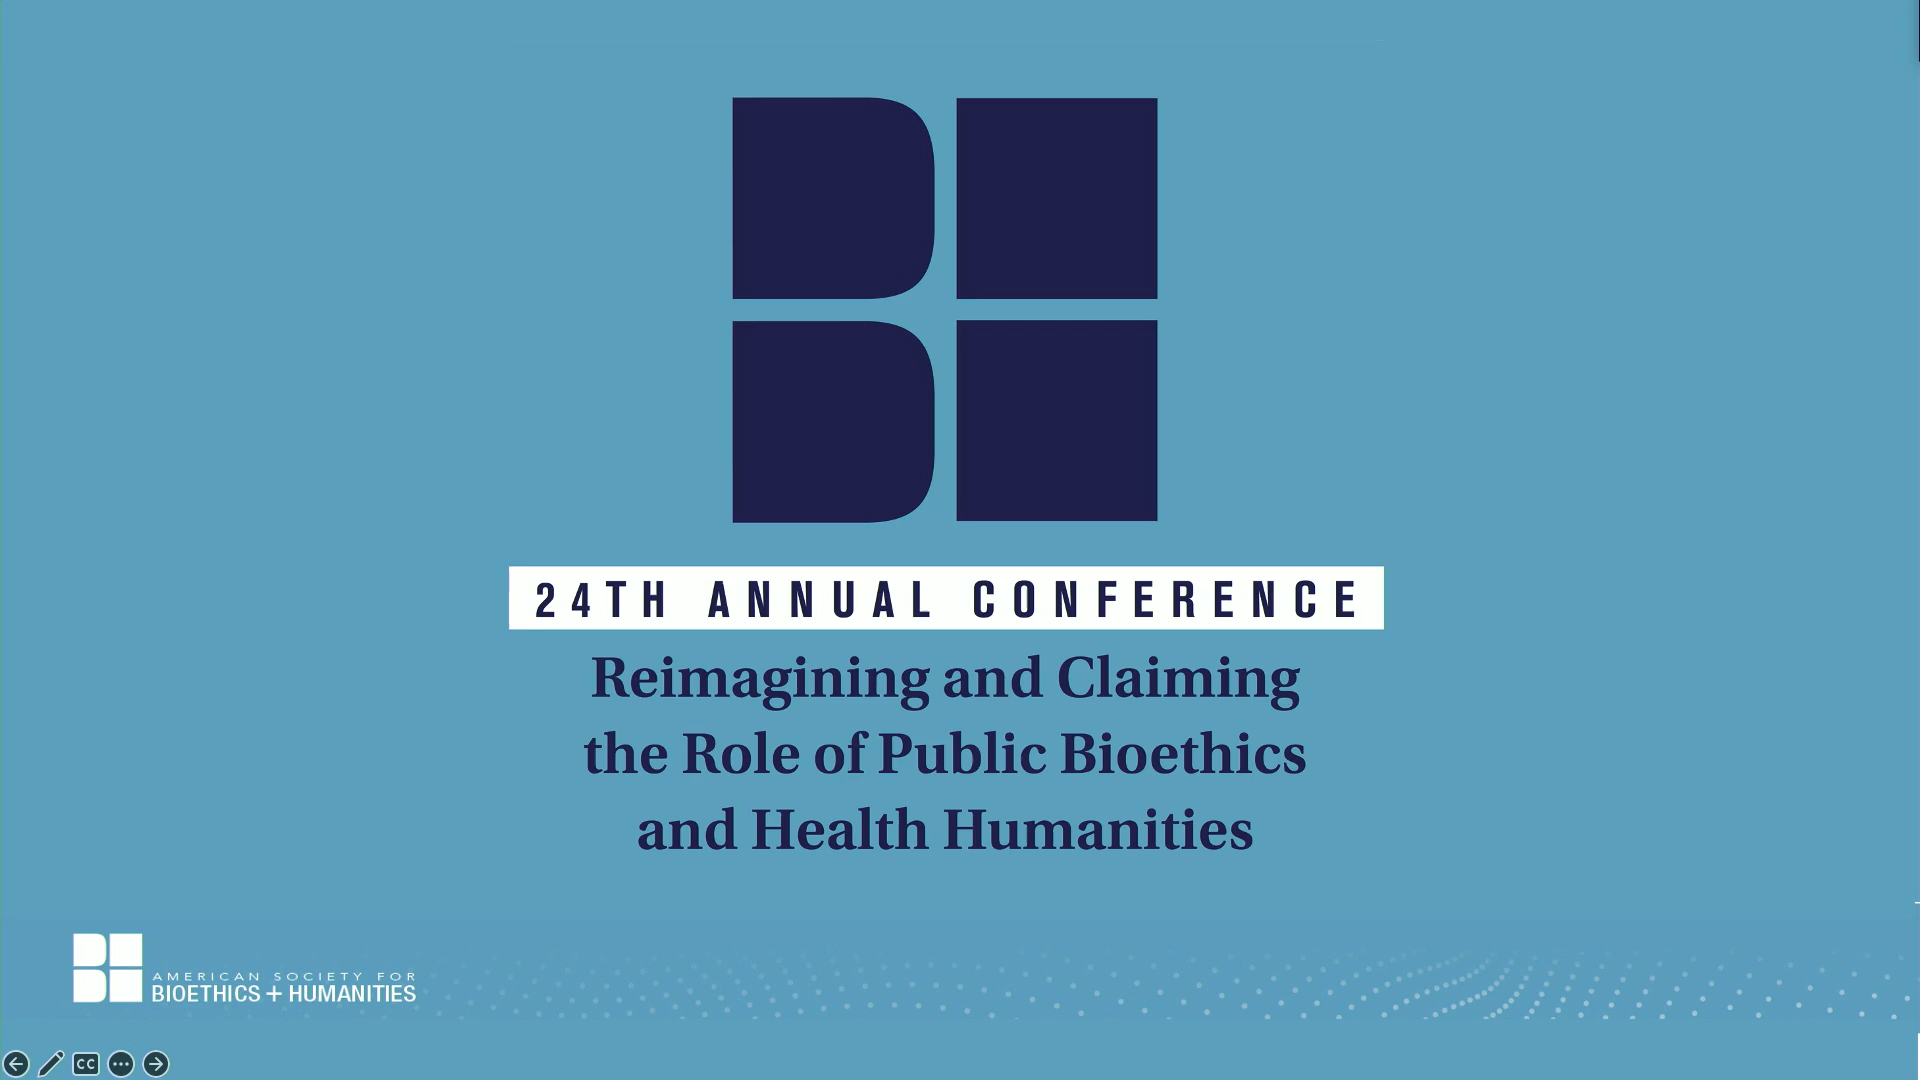 24TH ANNUAL CONFERENCE
Reimagining and Claiming
the Role of Public Bioethics
and Health Humanities
AMERICAN SOCIETY FOR
BIOETHICS + HUMANITIES
CC